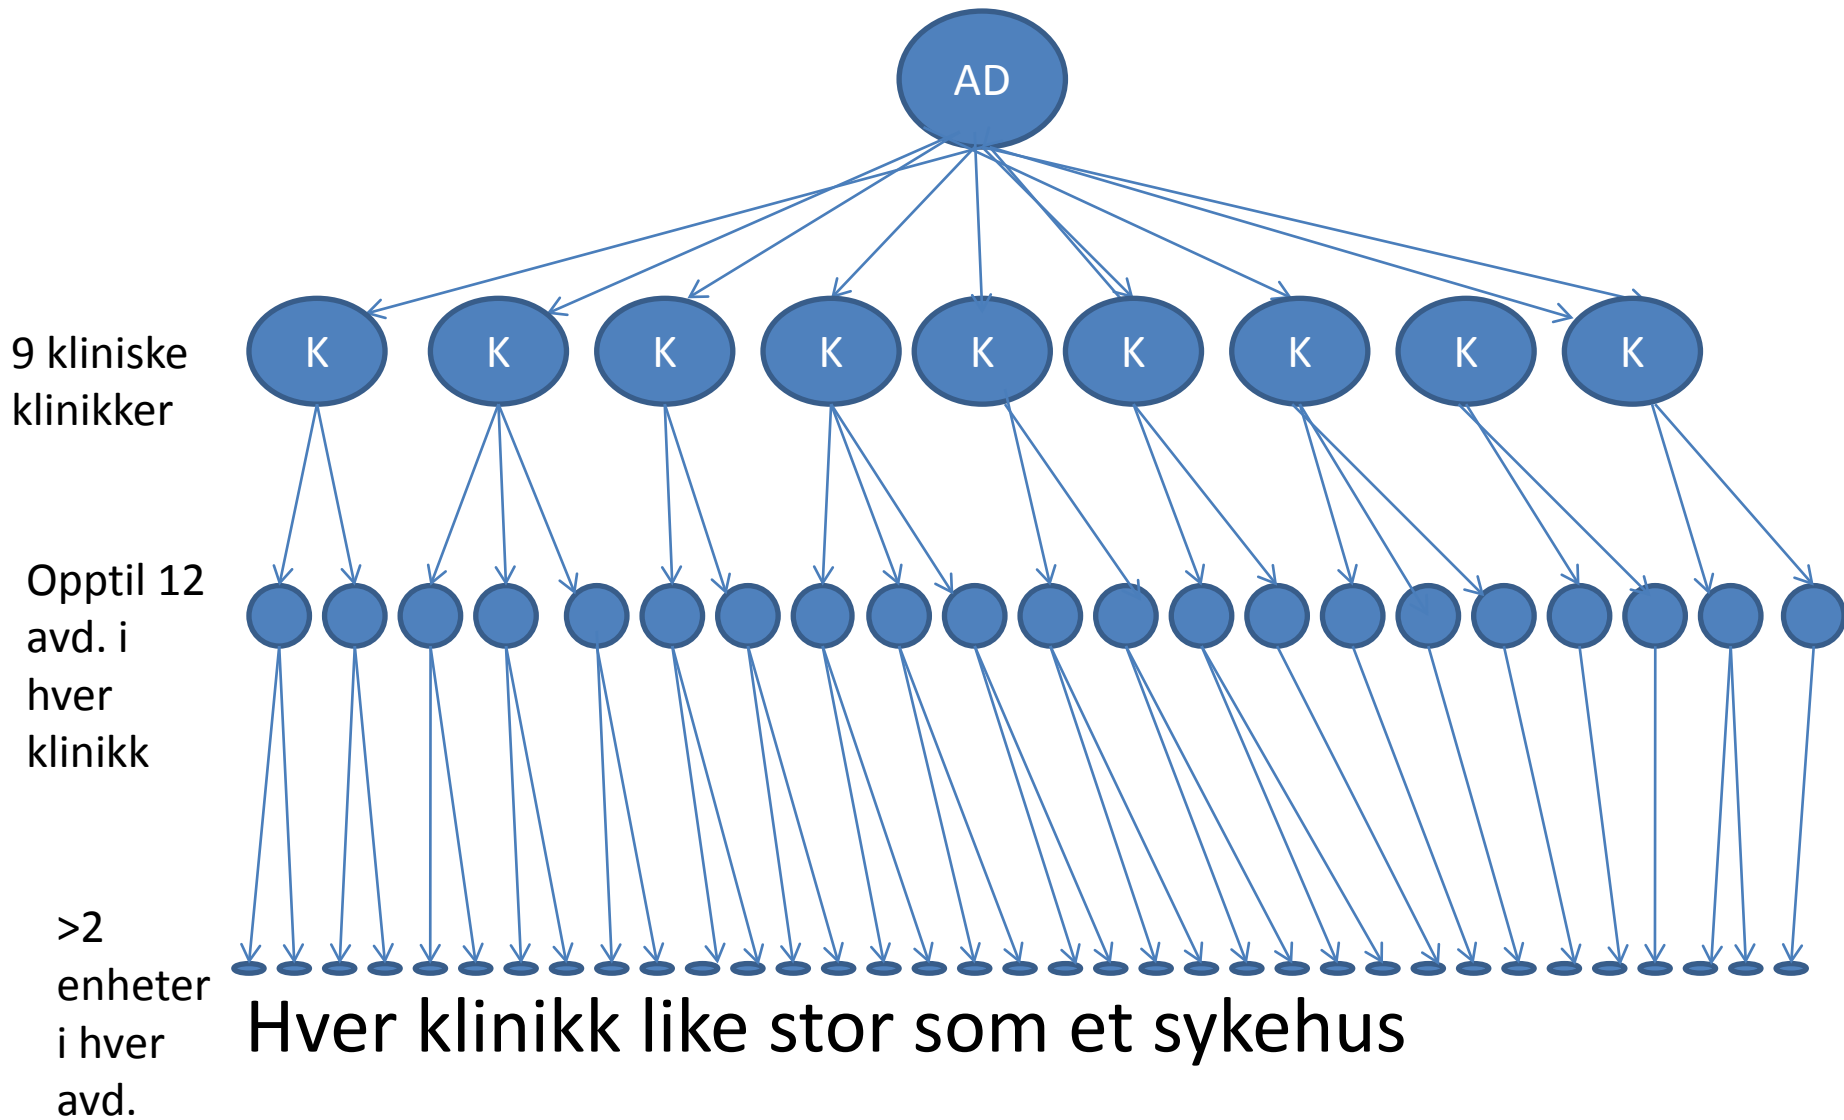 AD
K K K K K K K K K
9 kliniske
klinikker
Opptil 12
avd. i
hver
klinikk
>2
enheter
i hver
avd.
Hver klinikk like stor som et sykehus